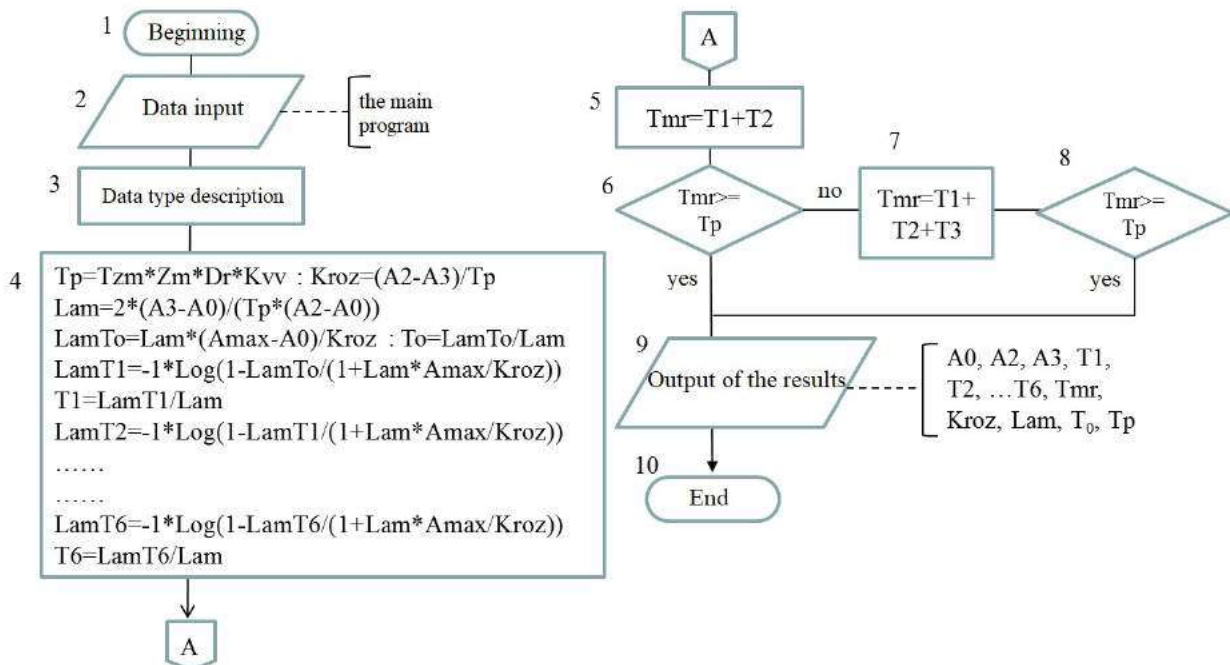 1
Beginning
2
Data input
the main
program
3
Data type description
4
Tp=Tzm*Zm*Dr*Kvv : Kroz=(A2-A3)/Tp
Lam=2*(A3-A0)/(Tp*(A2-A0))
LamTo=Lam*(Amax-A0)/Kroz : To=LamTo/Lam
LamT1=-1*Log(1-LamTo/(1+Lam*Amax/Kroz))
T1=LamT1/Lam
LamT2=-1*Log(1-LamT1/(1+Lam*Amax/Kroz))
……
……
LamT6=-1*Log(1-LamT6/(1+Lam*Amax/Kroz))
T6=LamT6/Lam
A
A
5
Tmr=T1+T2
6
Tmr>=
Tp
no
yes
7
Tmr=T1+
T2+T3
8
Tmr>=
Tp
yes
9
Output of the results
A0, A2, A3, T1,
T2, …T6, Tmr,
Kroz, Lam, T₀, Tp
10
End